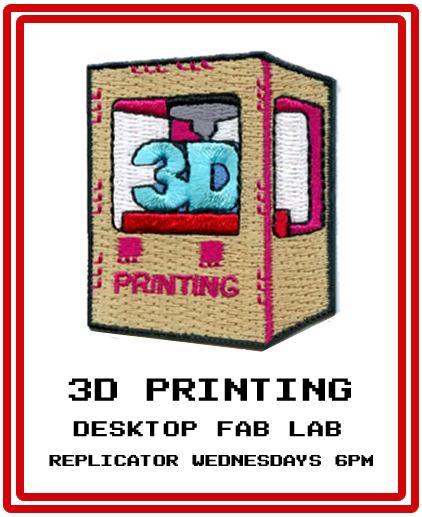 3D
PRINTING
3D PRINTING
DESKTOP FAB LAB
REPLICATOR WEDNESDAYS 6PM